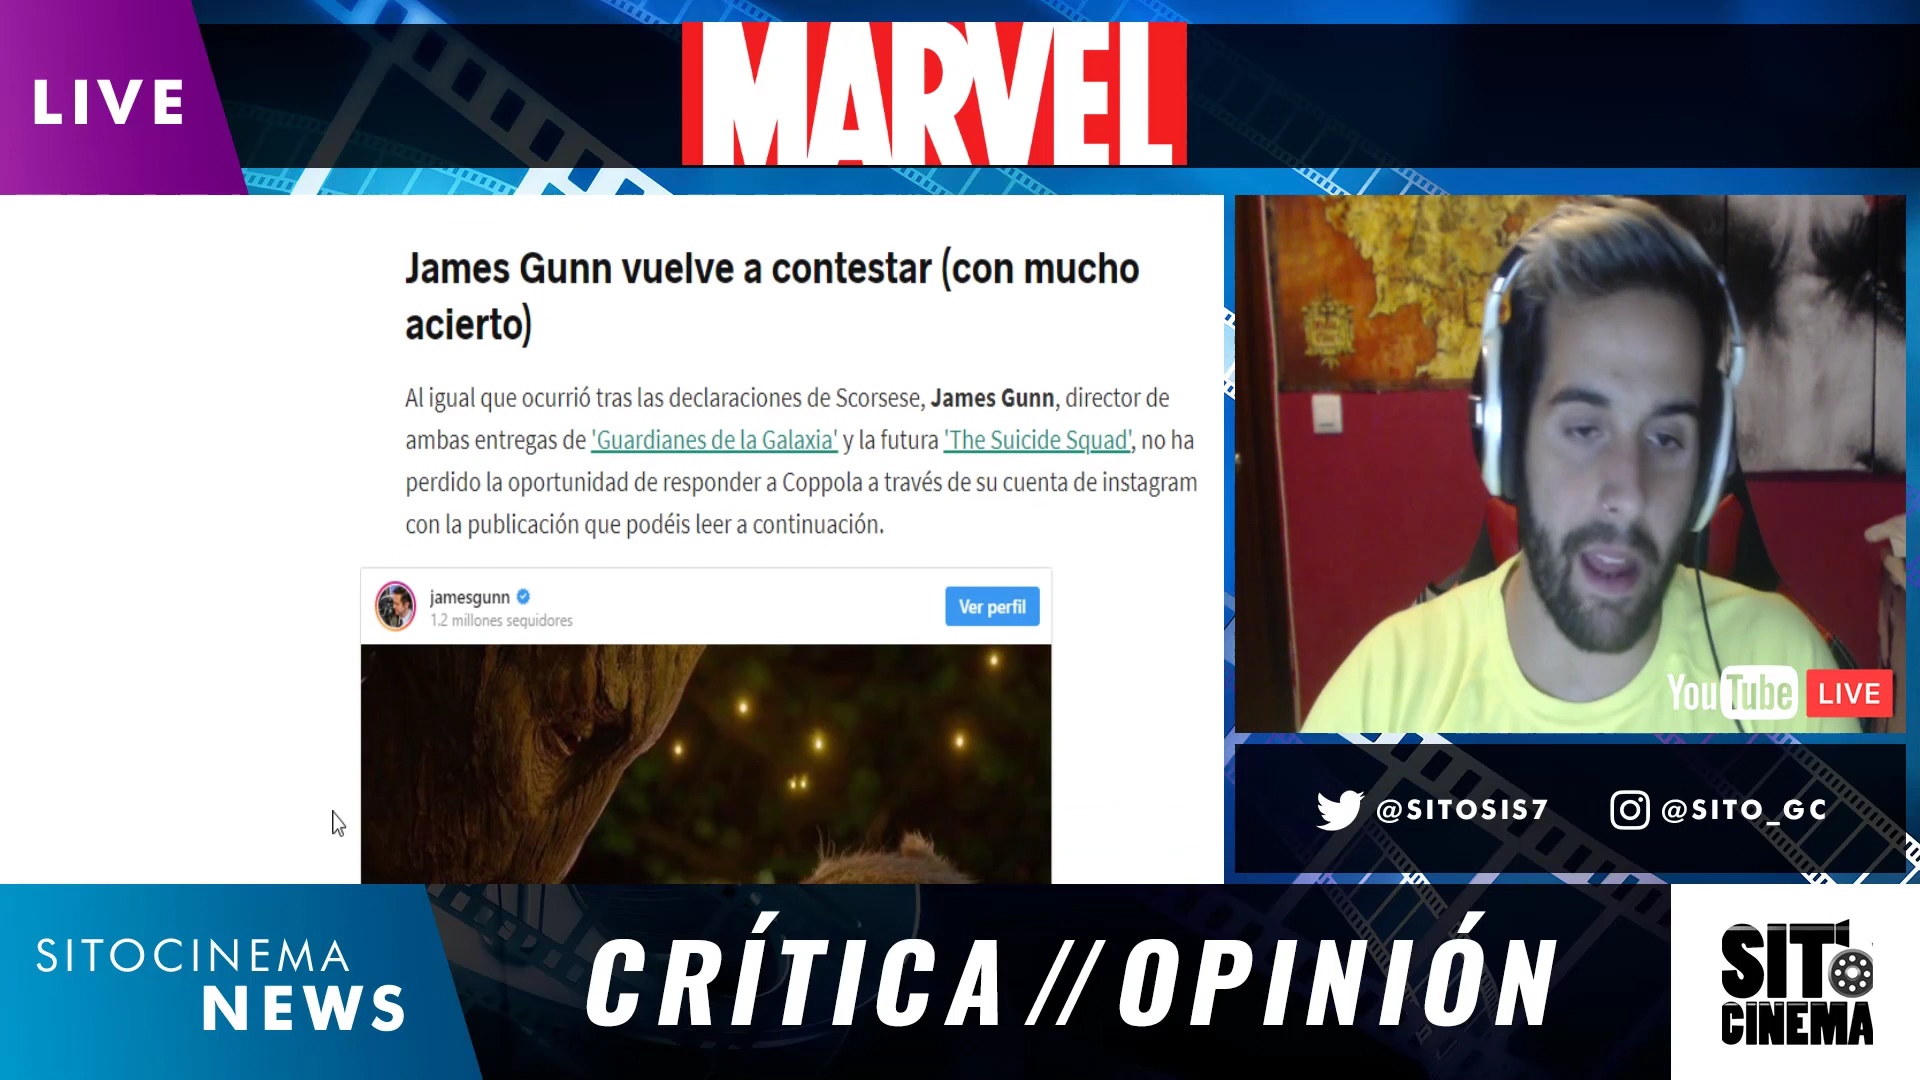 LIVE
MARVEL
James Gunn vuelve a contestar (con mucho
acierto)
Al igual que ocurrió tras las declaraciones de Scorsese, James Gunn, director de
ambas entregas de 'Guardianes de la Galaxia' y la futura 'The Suicide Squad', no ha
perdido la oportunidad de responder a Coppola a través de su cuenta de instagram
con la publicación que podéis leer a continuación.
jamesgunn
1.2 millones seguidores
Ver perfil
YouTube LIVE
@SITOSIS7 @SITO_GC
SITOCINEMA
NEWS
CRÍTICA // OPINIÓN
SITO
CINEMA